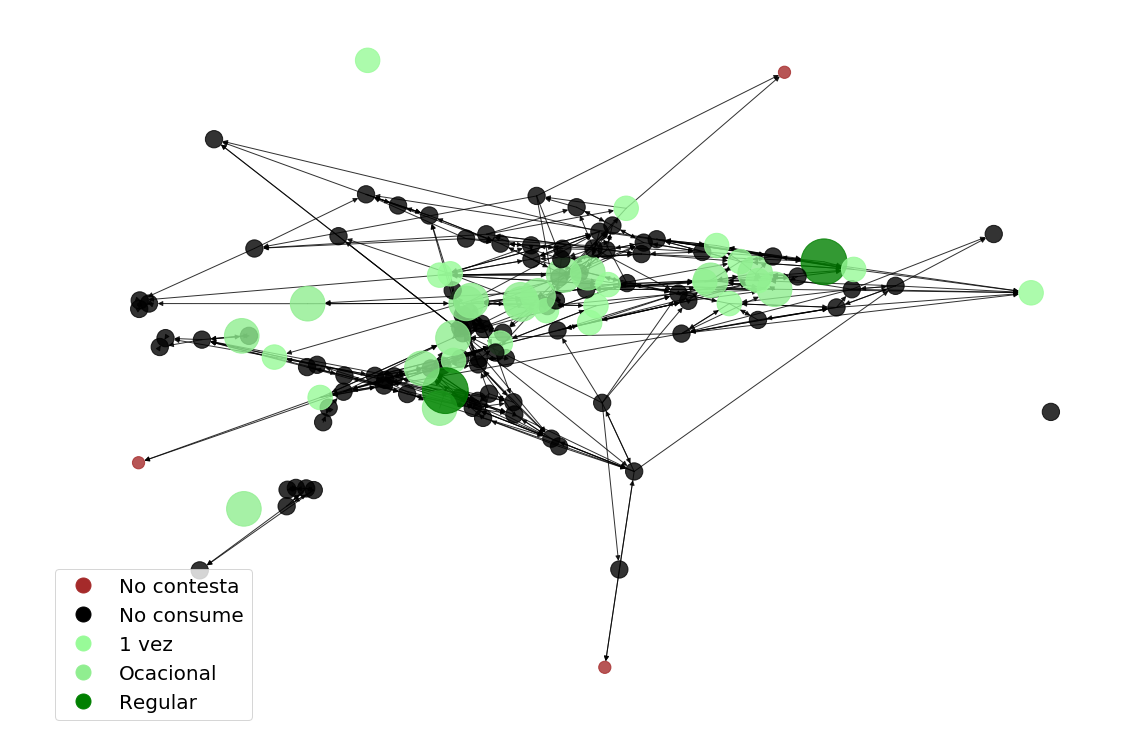 No contesta
No consume
1 vez
Ocacional
Regular